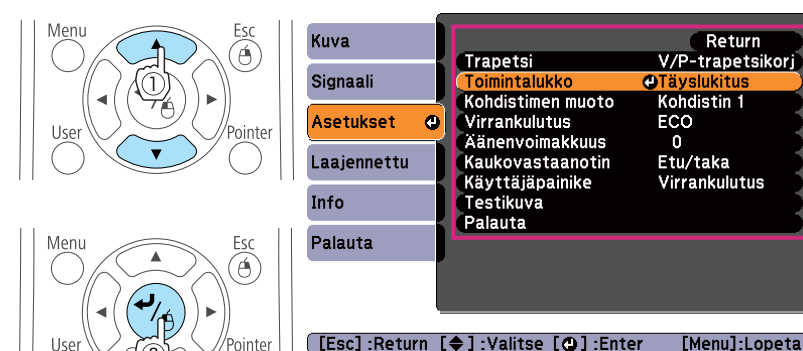 Menu
Esc
①
User
Pointer
Menu
Esc
User
Pointer
Kuva
Signaali
Asetukset
Laajennettu
Info
Palauta
Return
Trapetsi V/P-trapetsikorj
Toimintalukko Täyslukitus
Kohdistimen muoto Kohdistin 1
Virrankulutus ECO
Äänenvoimakkuus 0
Kaukovastaanotin Etu/taka
Käyttäjäpainike Virrankulutus
Testikuva
Palauta
[Esc] :Return [◆] :Valitse [⏎] :Enter [Menu]:Lopeta